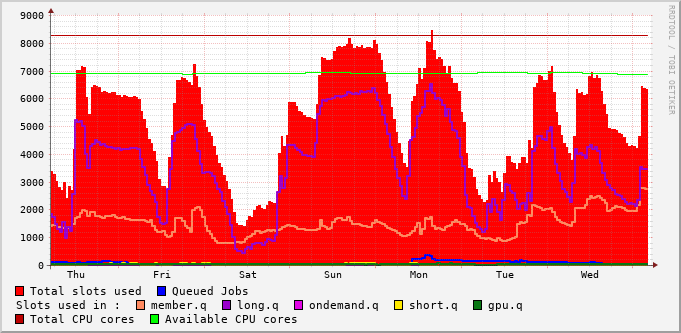 9000
8000
7000
6000
5000
4000
3000
2000
1000
0
Thu Fri Sat Sun Mon Tue Wed
RRDTOOL / TOBI OETIKER
Total slots used Queued Jobs
Slots used in : member.q long.q ondemand.q short.q gpu.q
Total CPU cores Available CPU cores